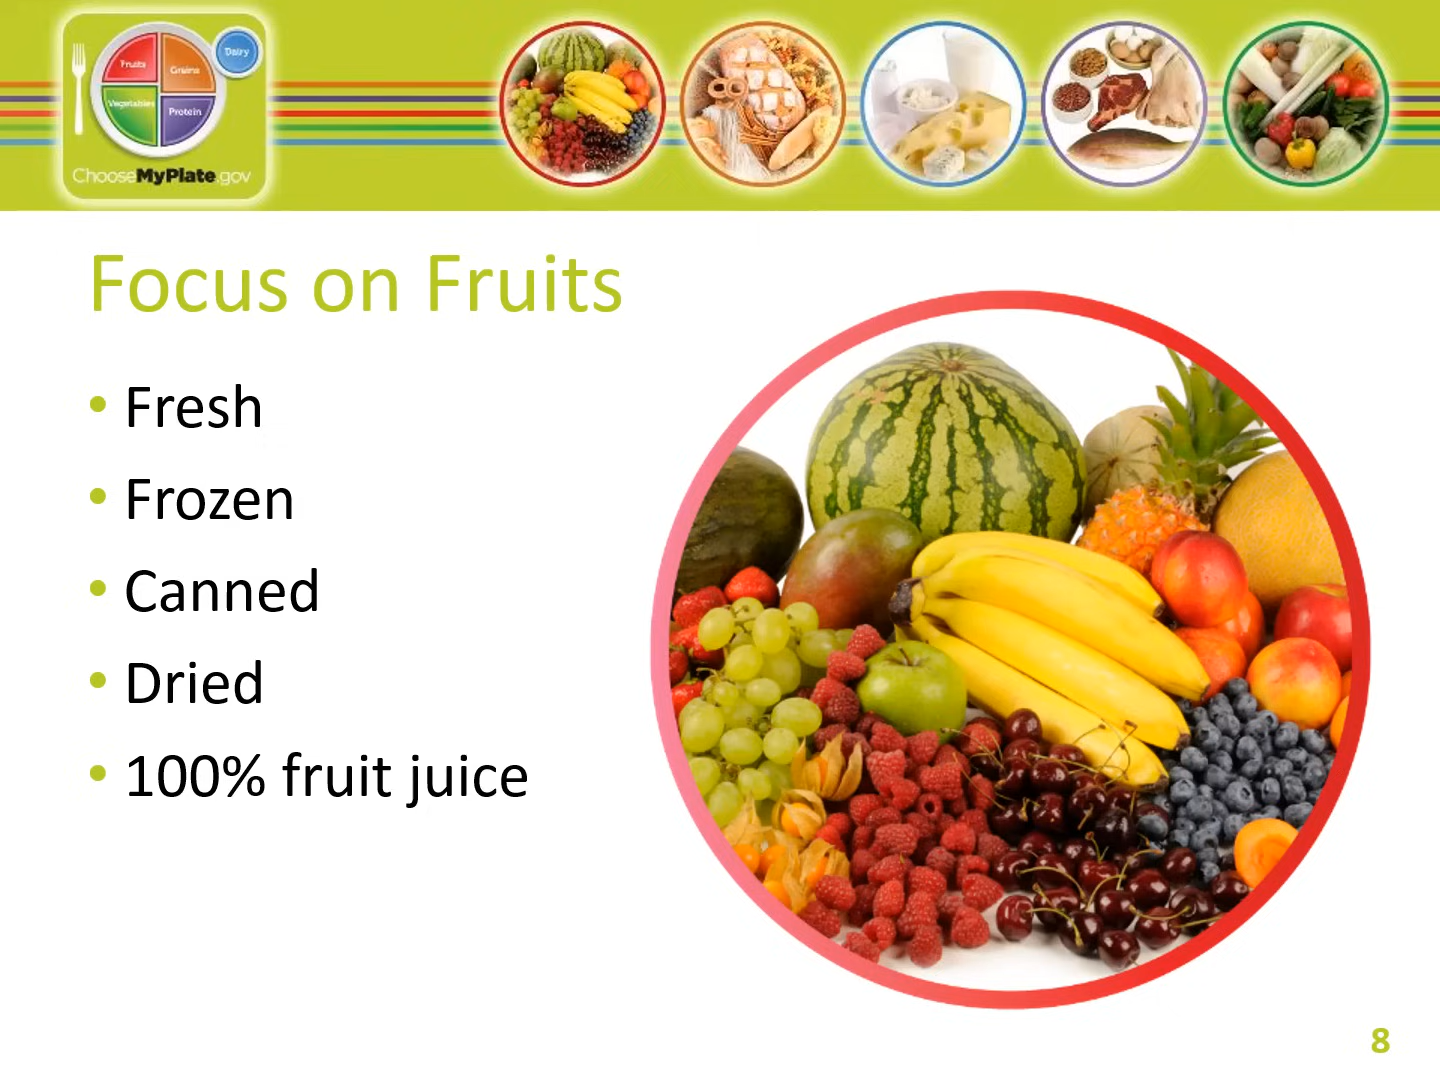 Fruits
Grains
Dairy
Vegetables
Protein
ChooseMyPlate.gov
Focus on Fruits
• Fresh
• Frozen
• Canned
• Dried
• 100% fruit juice
8